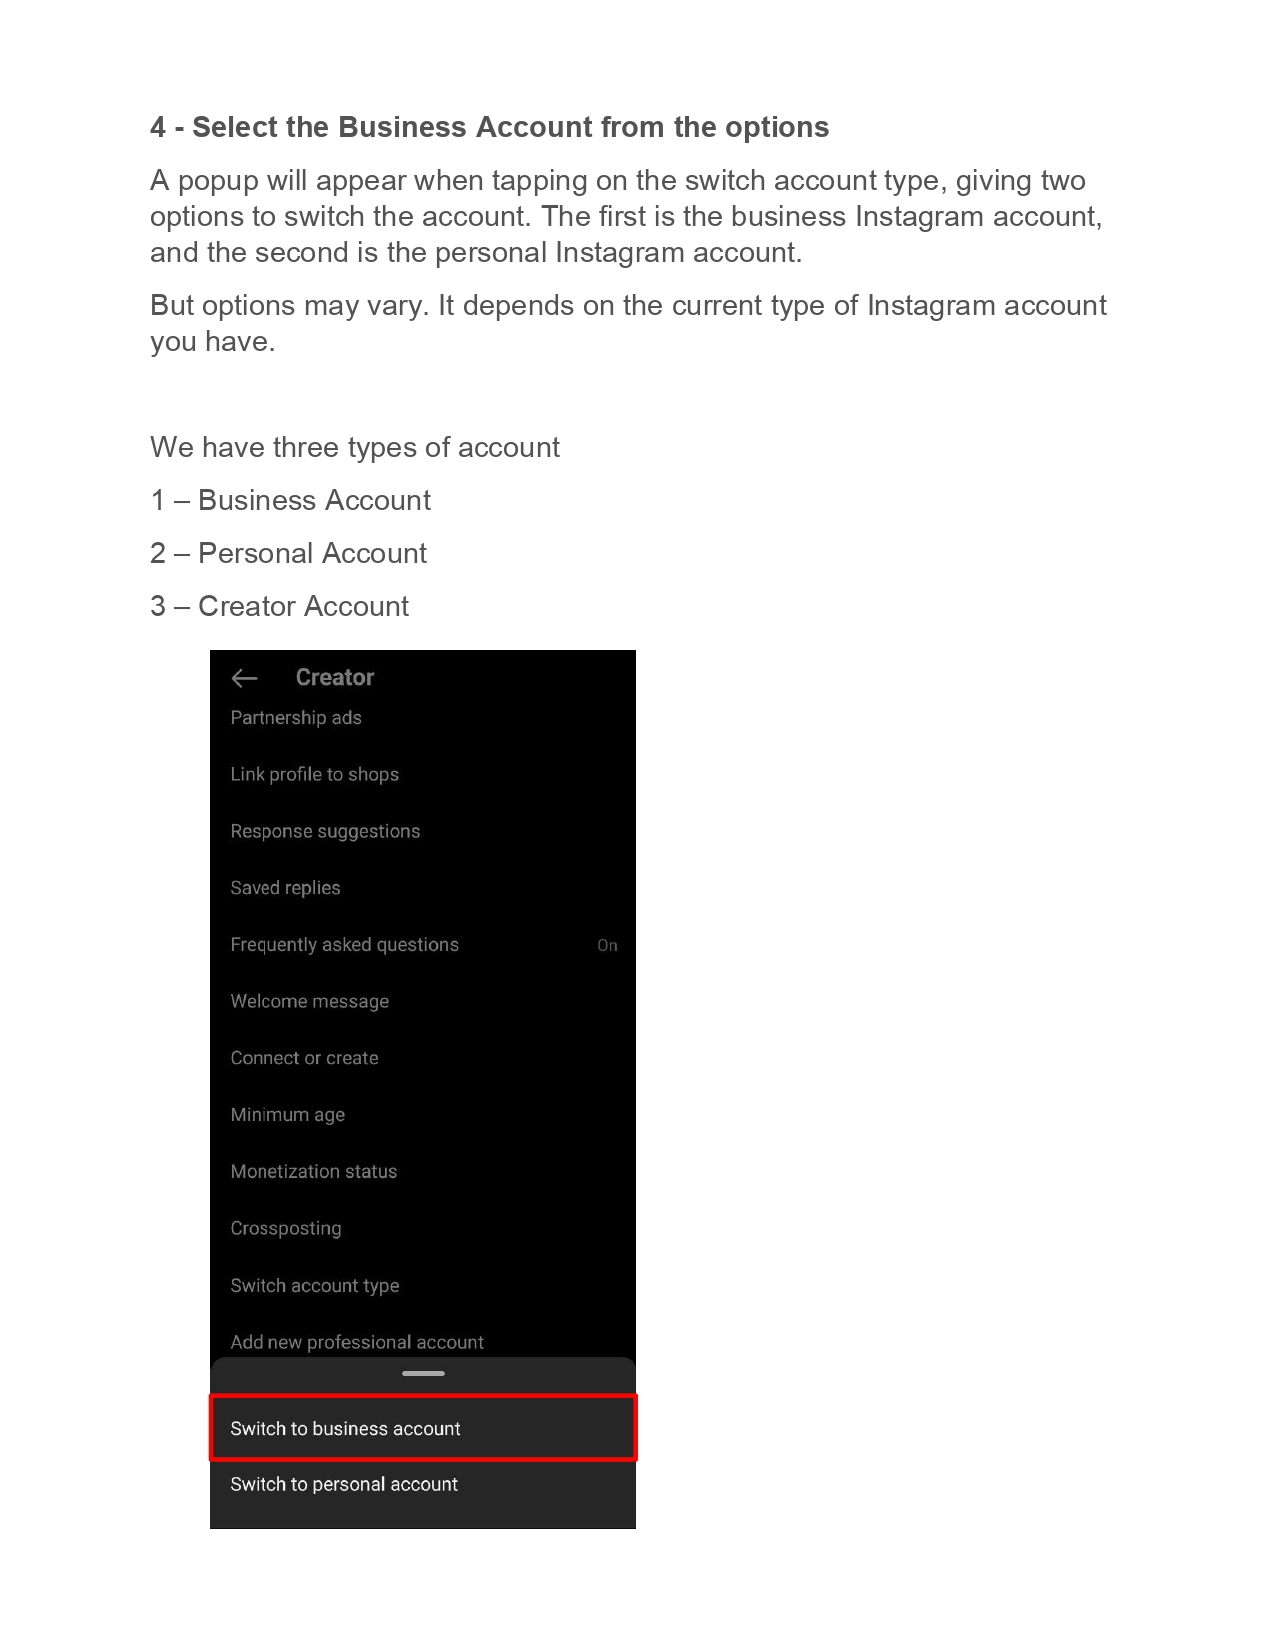 4 - Select the Business Account from the options
A popup will appear when tapping on the switch account type, giving two
options to switch the account. The first is the business Instagram account,
and the second is the personal Instagram account.
But options may vary. It depends on the current type of Instagram account
you have.
We have three types of account
1 – Business Account
2 – Personal Account
3 – Creator Account
Creator
Partnership ads
Link profile to shops
Response suggestions
Saved replies
Frequently asked questions On
Welcome message
Connect or create
Minimum age
Monetization status
Crossposting
Switch account type
Add new professional account
Switch to business account
Switch to personal account